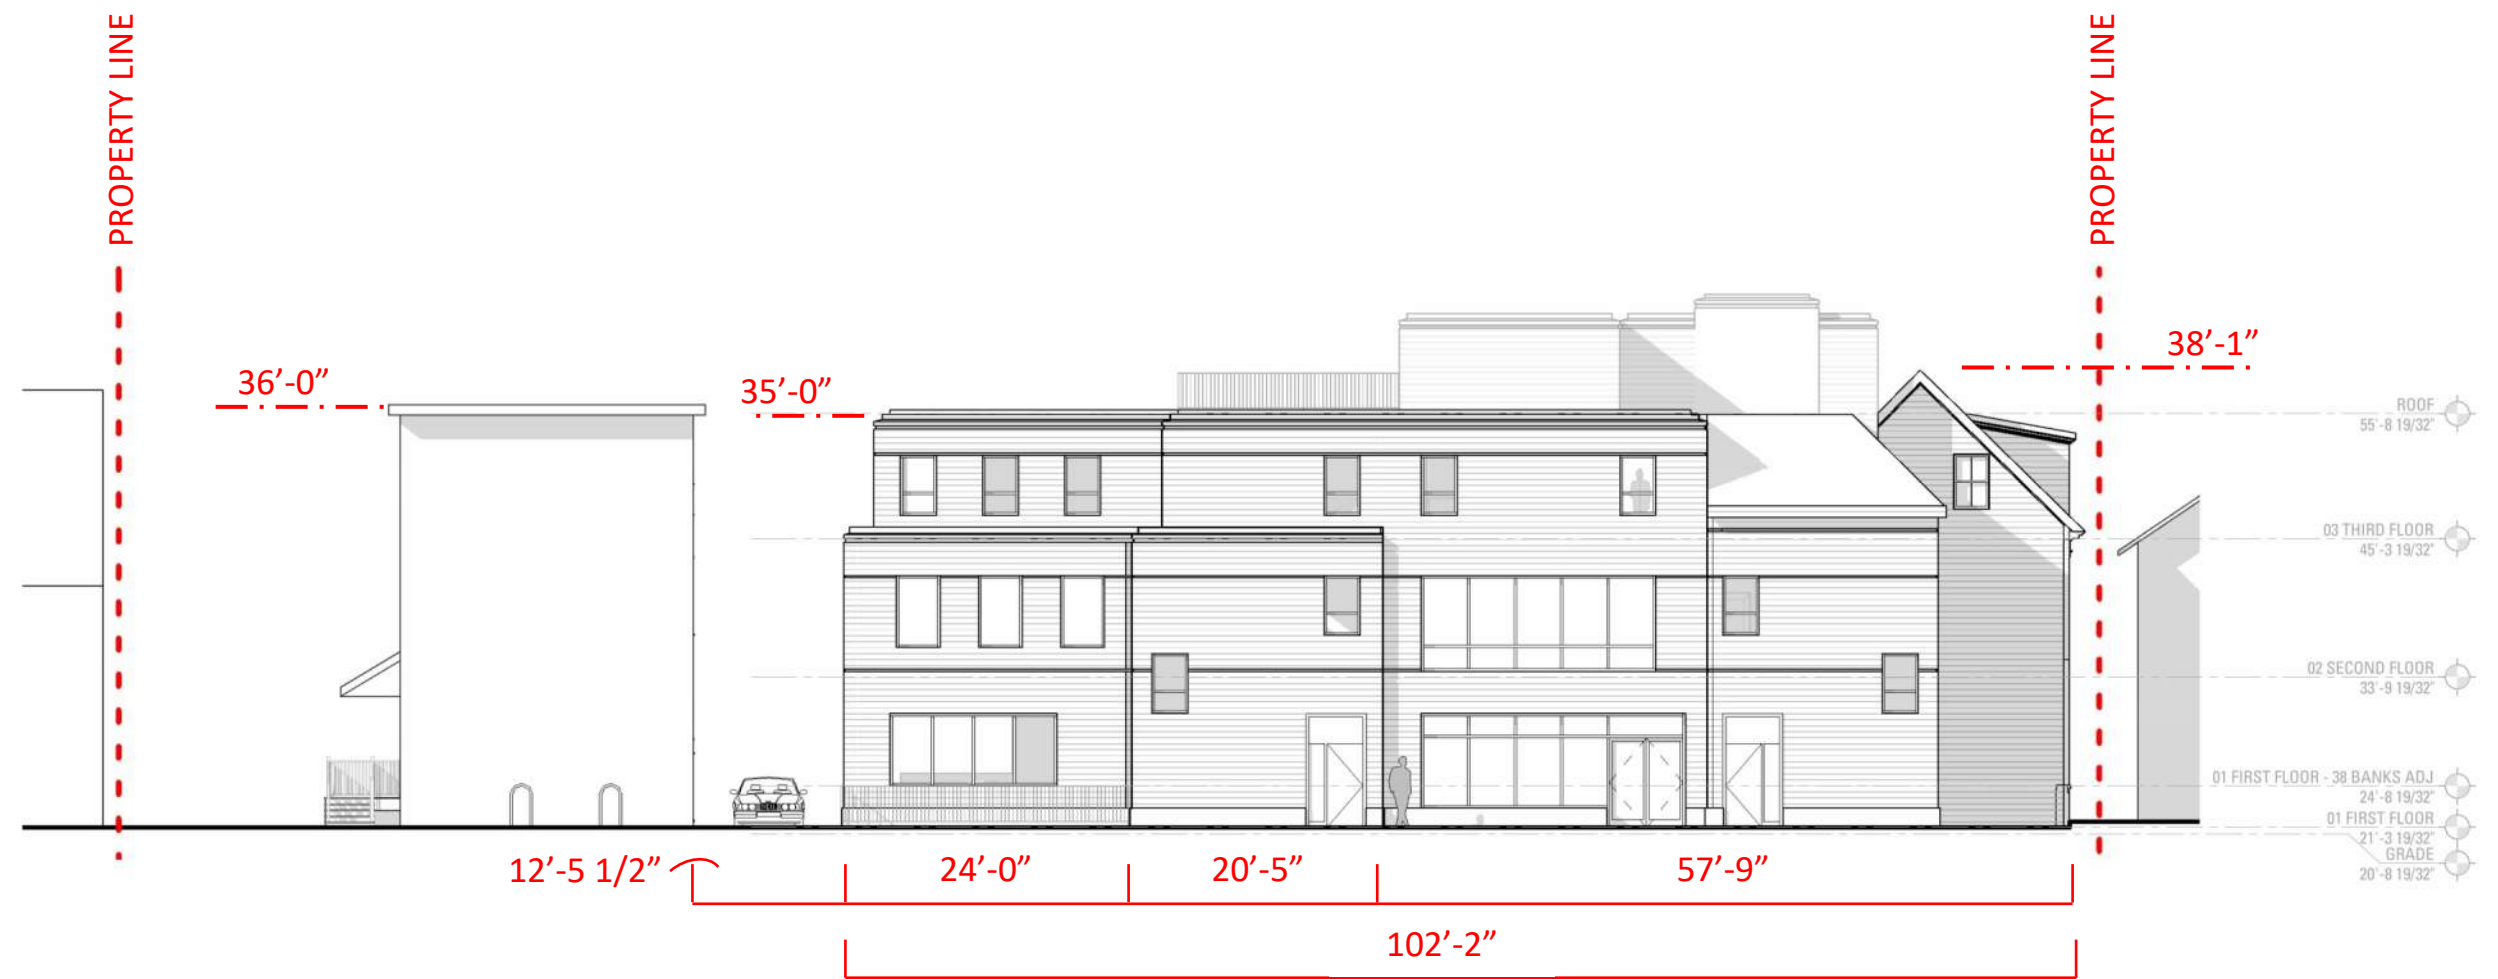 PROPERTY LINE
PROPERTY LINE
38’-1”
36’-0”
35’-0”
ROOF
55'-8 19/32"
03 THIRD FLOOR
45'-3 19/32"
02 SECOND FLOOR
33'-9 19/32"
01 FIRST FLOOR - 38 BANKS ADJ
24'-8 19/32"
01 FIRST FLOOR
21'-3 19/32"
GRADE
20'-8 19/32"
12’-5 1/2”
24’-0”
20’-5”
57’-9”
102’-2”